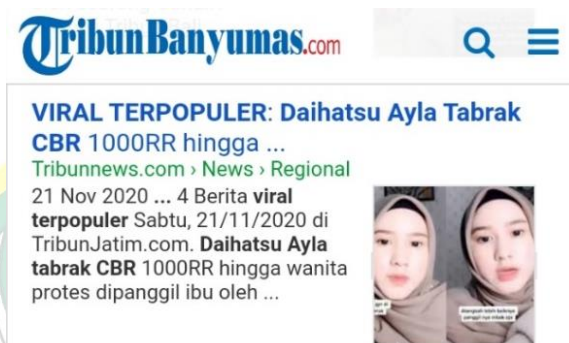 TribunBanyumas.com
VIRAL TERPOPULER: Daihatsu Ayla Tabrak
CBR 1000RR hingga ...
Tribunnews.com › News › Regional
21 Nov 2020 ... 4 Berita viral
terpopuler Sabtu, 21/11/2020 di
TribunJatim.com. Daihatsu Ayla
tabrak CBR 1000RR hingga wanita
protes dipanggil ibu oleh ...